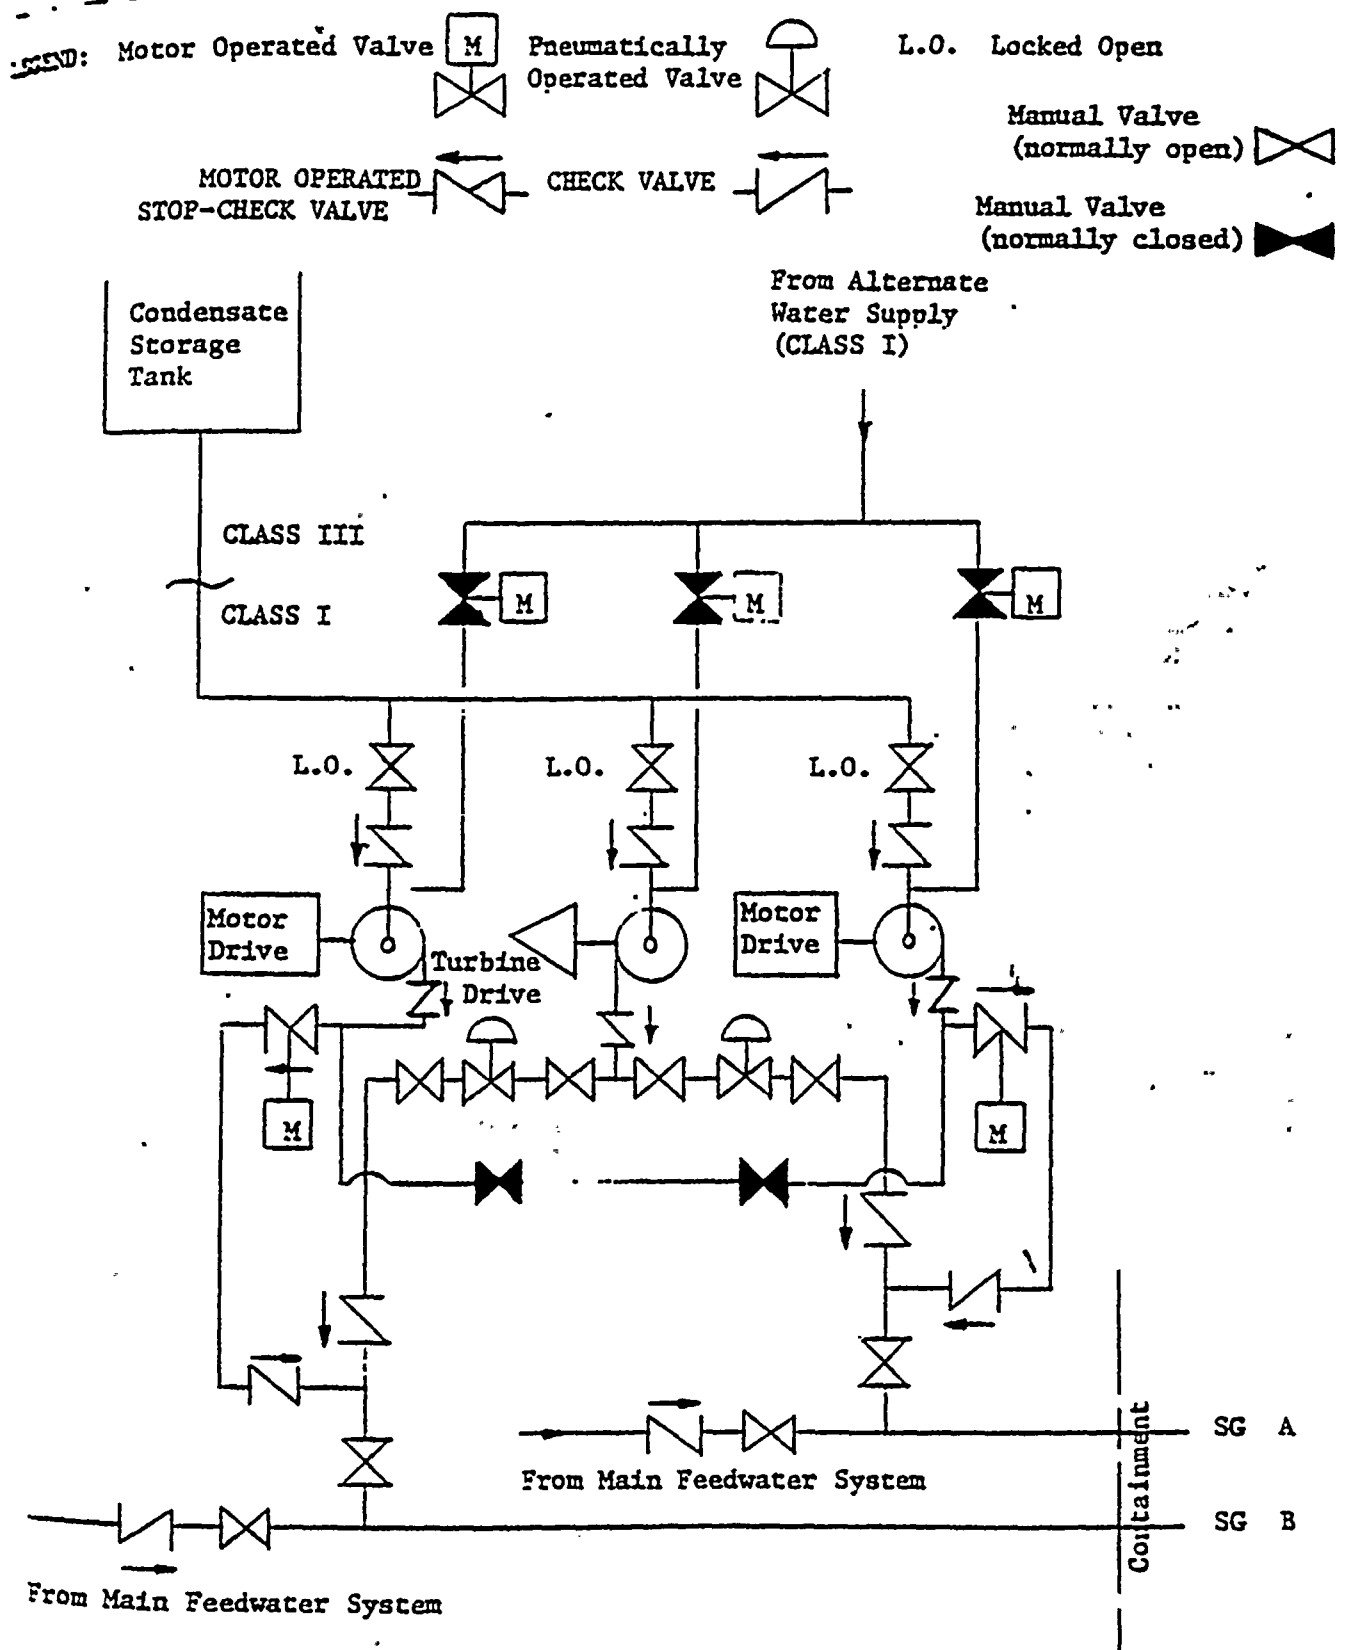 LEGEND: Motor Operated Valve M Pneumatically Operated Valve L.O. Locked Open
Manual Valve
(normally open)
MOTOR OPERATED
STOP-CHECK VALVE
CHECK VALVE
Manual Valve
(normally closed)
From Alternate
Water Supply
(CLASS I)
Condensate
Storage
Tank
CLASS III
CLASS I
M
M
M
L.O.
L.O.
L.O.
Motor
Drive
Turbine
Drive
Motor
Drive
M
M
From Main Feedwater System
SG A
Containment
SG B
From Main Feedwater System